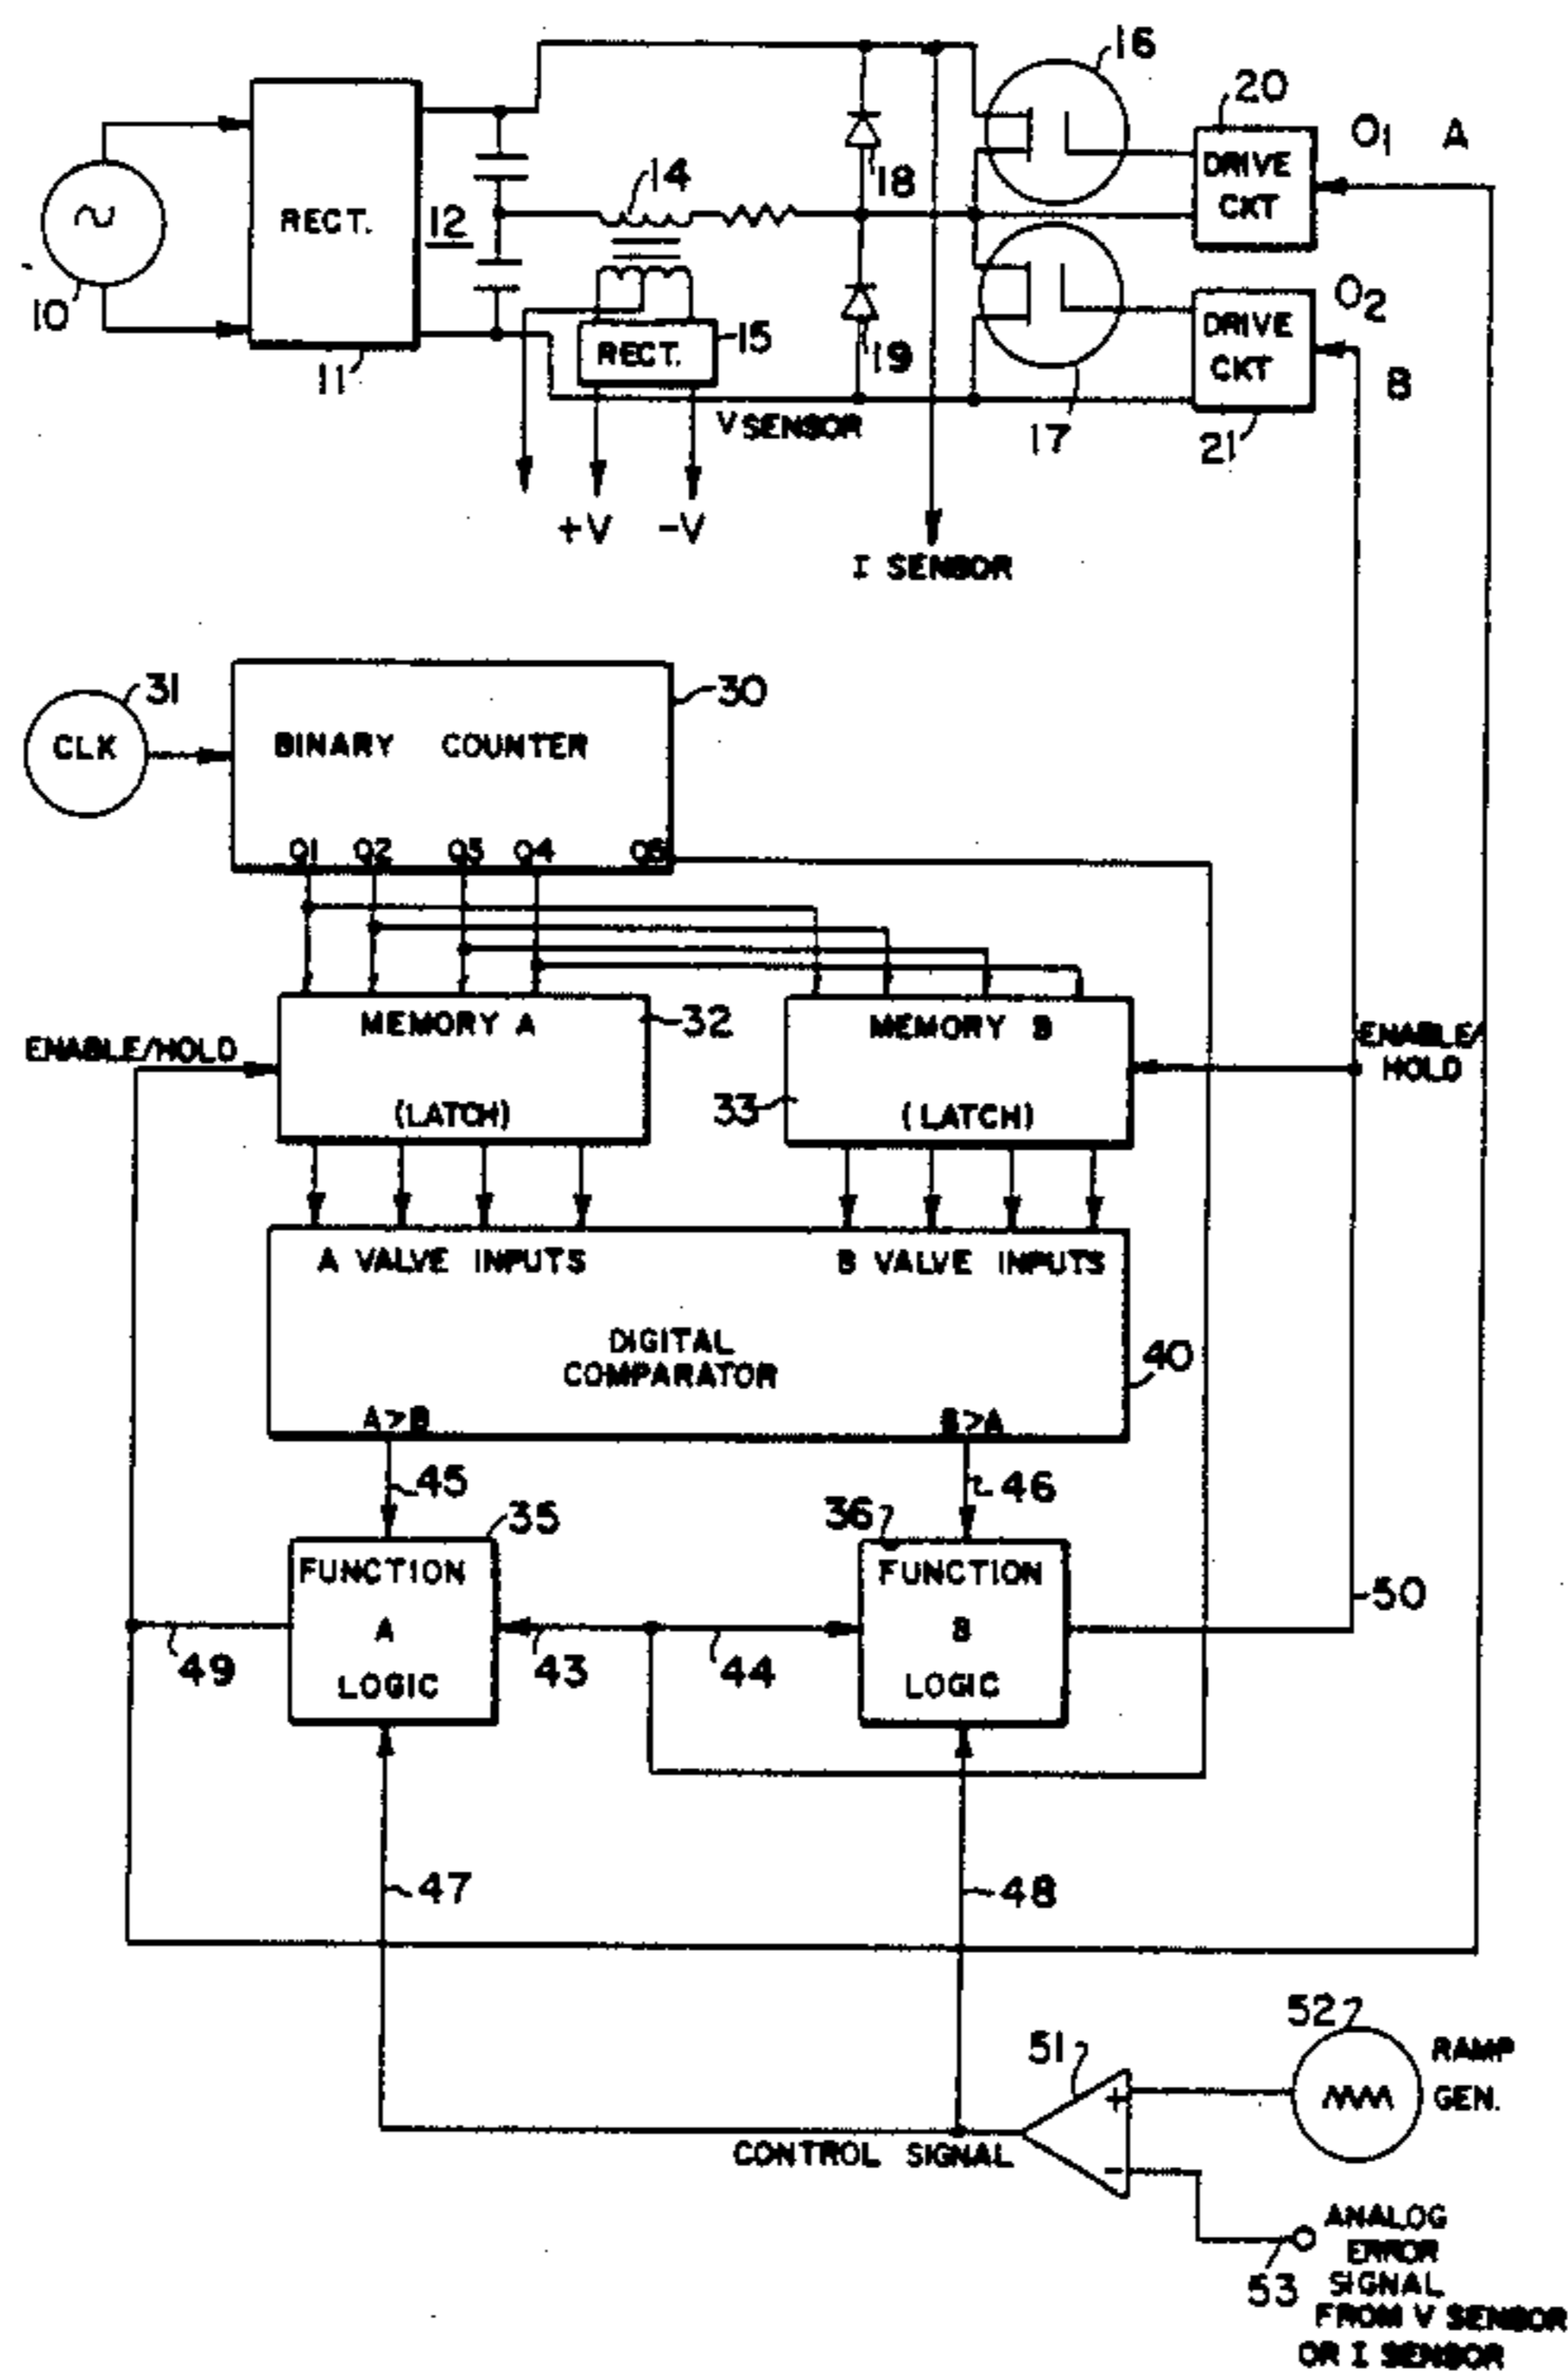 16
20
O1 A
DRIVE
CKT
14
18
RECT.
12
10
11
RECT.
15
19
17
O2
DRIVE
CKT
B
21
V SENSOR
+V -V
I SENSOR
31
30
CLK
BINARY COUNTER
Q1 Q2 Q3 Q4 Q5
MEMORY A
32
MEMORY B
ENABLE/HOLD
ENABLE/
HOLD
(LATCH)
33
(LATCH)
A VALVE INPUTS
B VALVE INPUTS
DIGITAL
COMPARATOR
40
A>B
B>A
45
46
35
36
FUNCTION
A
LOGIC
FUNCTION
B
LOGIC
49
43
44
50
47
48
52
RAMP
GEN.
51
+
-
CONTROL SIGNAL
53
ANALOG
ERROR
SIGNAL
FROM V SENSOR
OR I SENSOR